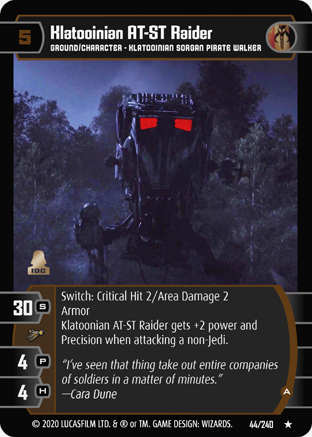 5
Klatooinian AT-ST Raider
GROUND/CHARACTER • KLATOOINIAN SORGAN PIRATE WALKER
IDC
30 S
Switch: Critical Hit 2/Area Damage 2
Armor
Klatoonian AT-ST Raider gets +2 power and
Precision when attacking a non-Jedi.
4 P
“I’ve seen that thing take out entire companies
of soldiers in a matter of minutes.”
4 H
—Cara Dune
A
© 2020 LUCASFILM LTD. & ® or TM. GAME DESIGN: WIZARDS. 44/240 ★